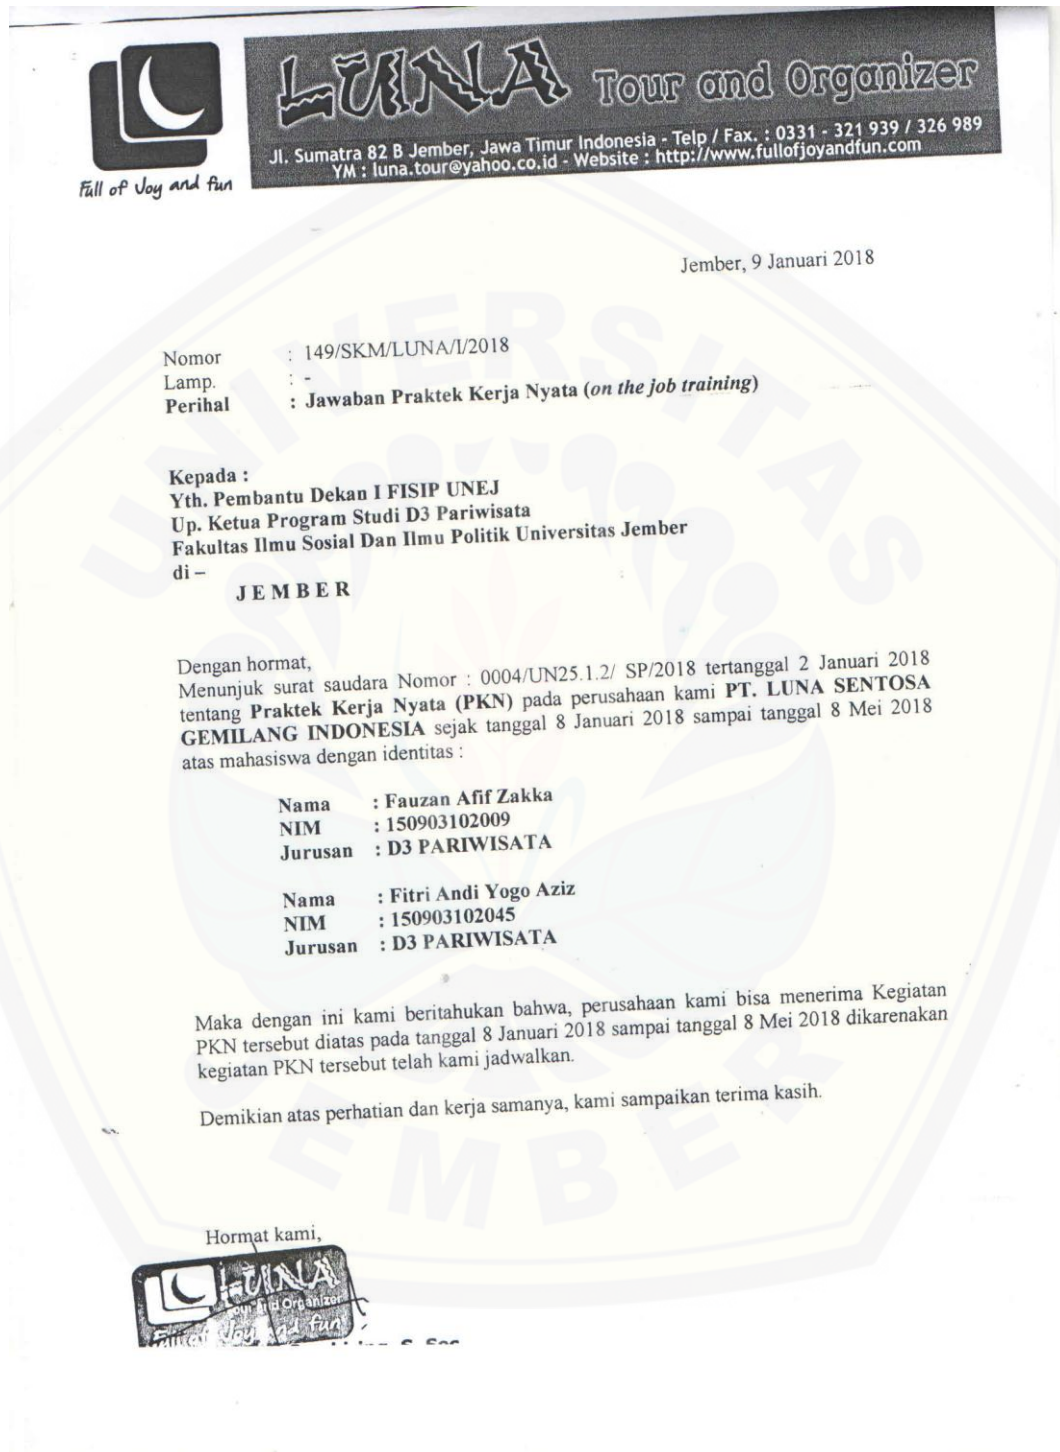 LUNA Tour and Organizer
Jl. Sumatra 82 B Jember, Jawa Timur Indonesia - Telp / Fax. : 0331 - 321 939 / 326 989
YM : luna.tour@yahoo.co.id - Website : http://www.fullofjoyandfun.com
Full of Joy and fun
Jember, 9 Januari 2018
Nomor : 149/SKM/LUNA/I/2018
Lamp. : -
Perihal : Jawaban Praktek Kerja Nyata (on the job training)
Kepada :
Yth. Pembantu Dekan I FISIP UNEJ
Up. Ketua Program Studi D3 Pariwisata
Fakultas Ilmu Sosial Dan Ilmu Politik Universitas Jember
di –
J E M B E R
Dengan hormat,
Menunjuk surat saudara Nomor : 0004/UN25.1.2/ SP/2018 tertanggal 2 Januari 2018
tentang Praktek Kerja Nyata (PKN) pada perusahaan kami PT. LUNA SENTOSA
GEMILANG INDONESIA sejak tanggal 8 Januari 2018 sampai tanggal 8 Mei 2018
atas mahasiswa dengan identitas :
Nama : Fauzan Afif Zakka
NIM : 150903102009
Jurusan : D3 PARIWISATA
Nama : Fitri Andi Yogo Aziz
NIM : 150903102045
Jurusan : D3 PARIWISATA
Maka dengan ini kami beritahukan bahwa, perusahaan kami bisa menerima Kegiatan
PKN tersebut diatas pada tanggal 8 Januari 2018 sampai tanggal 8 Mei 2018 dikarenakan
kegiatan PKN tersebut telah kami jadwalkan.
Demikian atas perhatian dan kerja samanya, kami sampaikan terima kasih.
Hormat kami,
LUNA
Tour and Organizer
Full of Joy and fun
UNIVERSITAS JEMBER